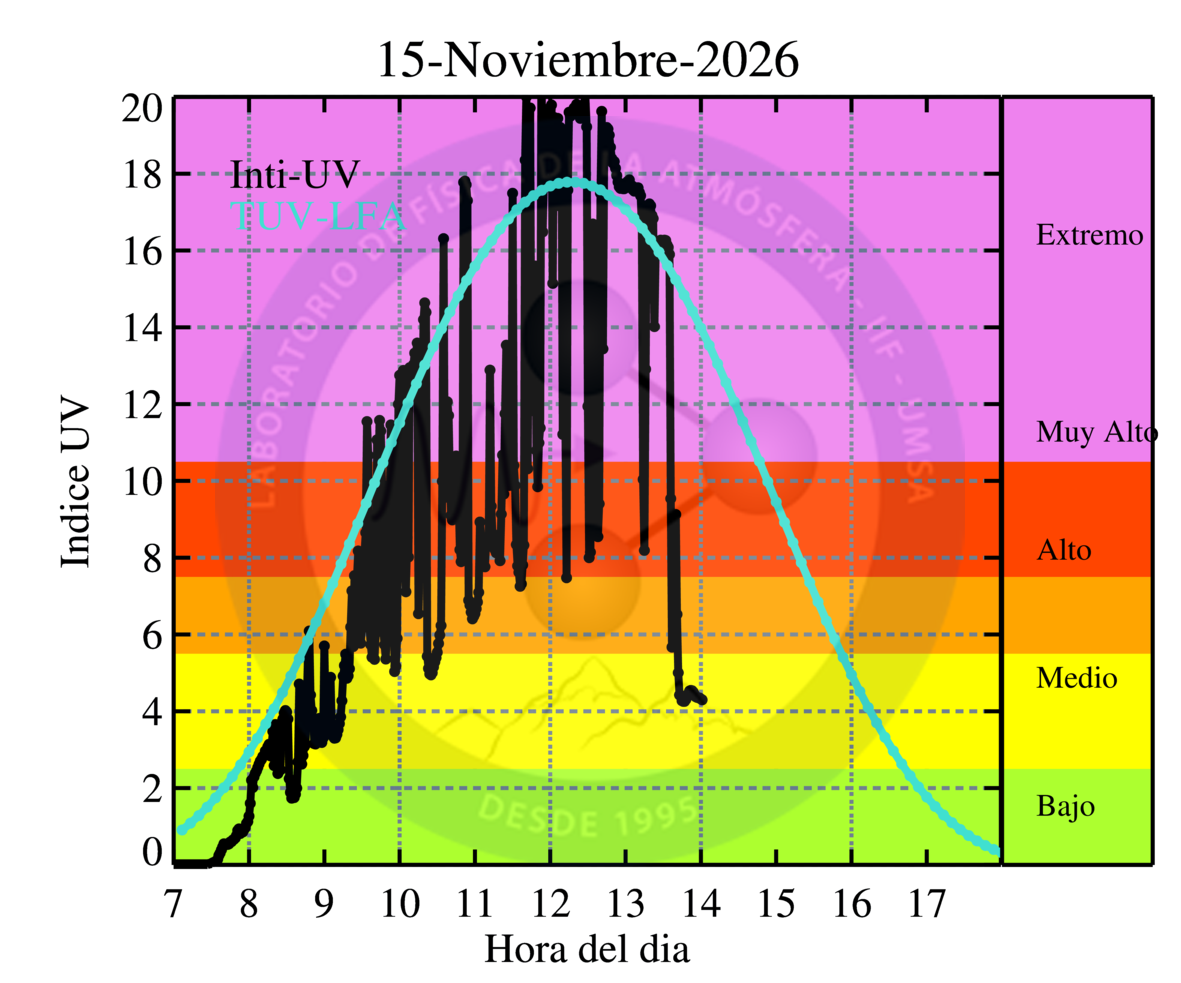 15-Noviembre-2026
Indice UV
20
18
16
14
12
10
8
6
4
2
0
Inti-UV
TUV-LFA
LABORATORIO DE FÍSICA DE LA ATMÓSFERA - IIF - UMSA
DESDE 1995
Extremo
Muy Alto
Alto
Medio
Bajo
7 8 9 10 11 12 13 14 15 16 17
Hora del dia